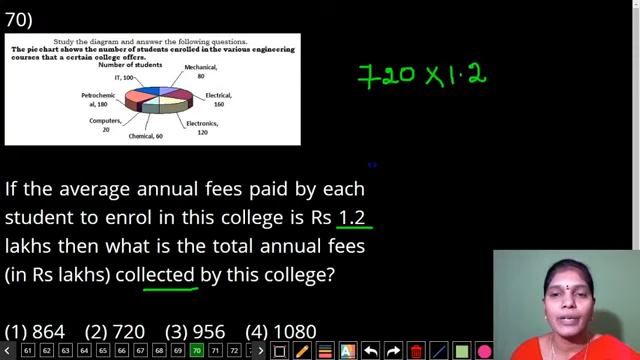 70)
Study the diagram and answer the following questions.
The pie chart shows the number of students enrolled in the various engineering
courses that a certain college offers.
Number of students
IT, 100
Mechanical,
80
Petrochemic
al, 180
Electrical,
160
Computers,
20
Chemical, 60
Electronics,
120
720 × 1.2
If the average annual fees paid by each
student to enrol in this college is Rs 1.2
lakhs then what is the total annual fees
(in Rs lakhs) collected by this college?
(1) 864 (2) 720 (3) 956 (4) 1080
61 62 63 64 65 66 67 68 69 70 71 72 7